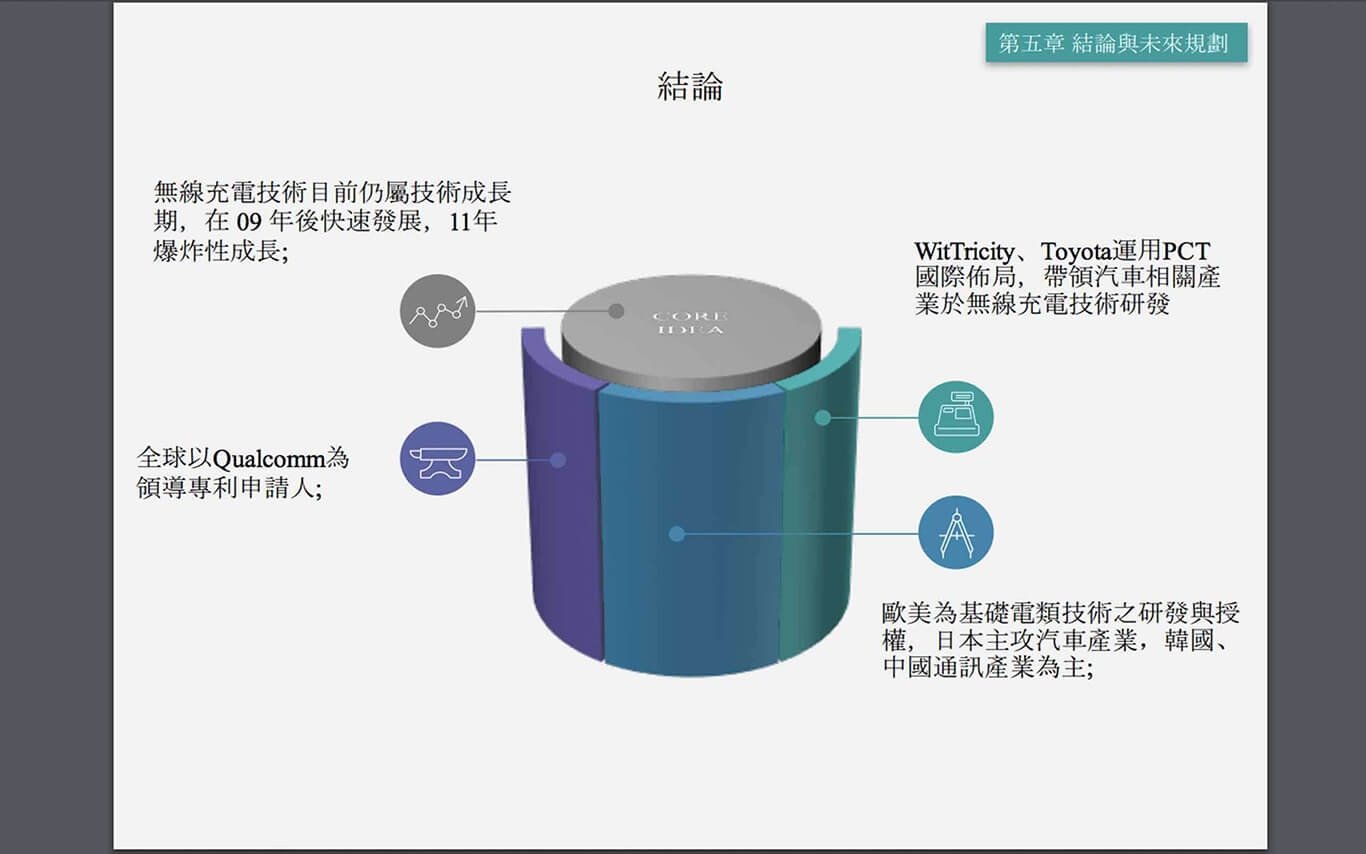 第五章 結論與未來規劃
結論
無線充電技術目前仍屬技術成長
期，在 09 年後快速發展，11年
爆炸性成長;
WitTricity、Toyota運用PCT
國際佈局，帶領汽車相關產
業於無線充電技術研發
CORE
IDEA
全球以Qualcomm為
領導專利申請人;
歐美為基礎電類技術之研發與授
權，日本主攻汽車產業，韓國、
中國通訊產業為主;